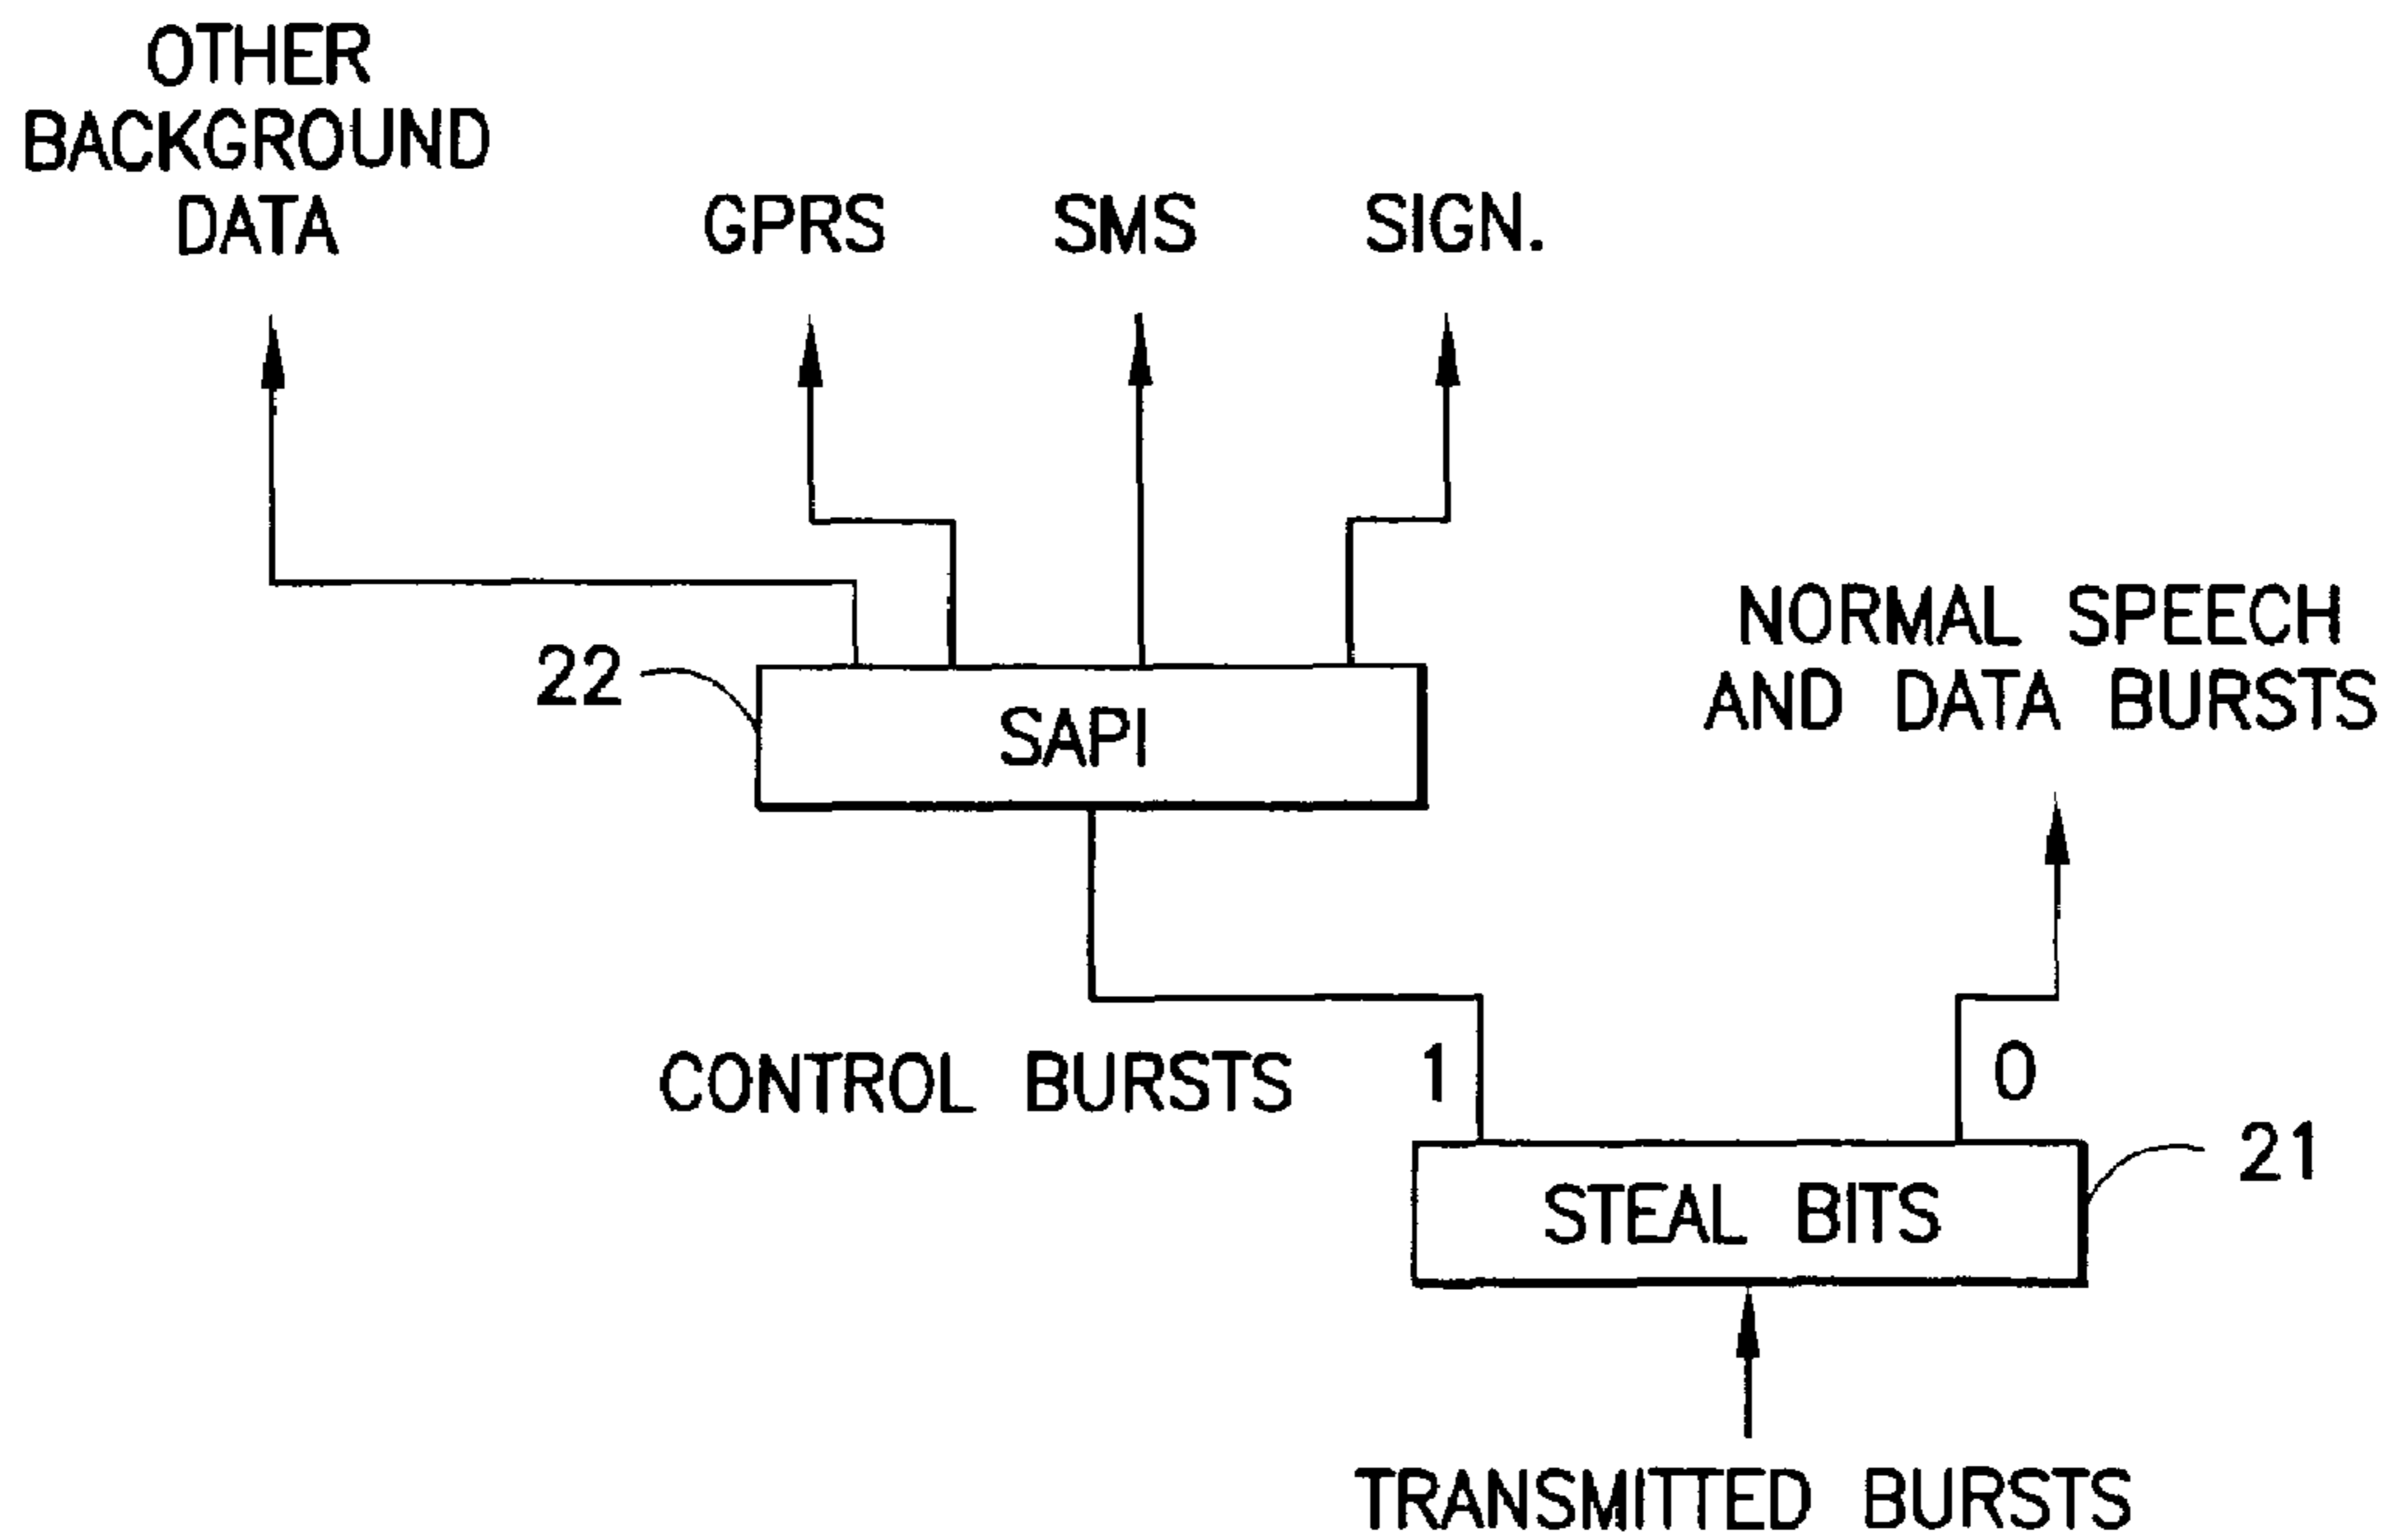 OTHER
BACKGROUND
DATA
GPRS
SMS
SIGN.
NORMAL SPEECH
AND DATA BURSTS
22
SAPI
CONTROL BURSTS
1
0
21
STEAL BITS
TRANSMITTED BURSTS